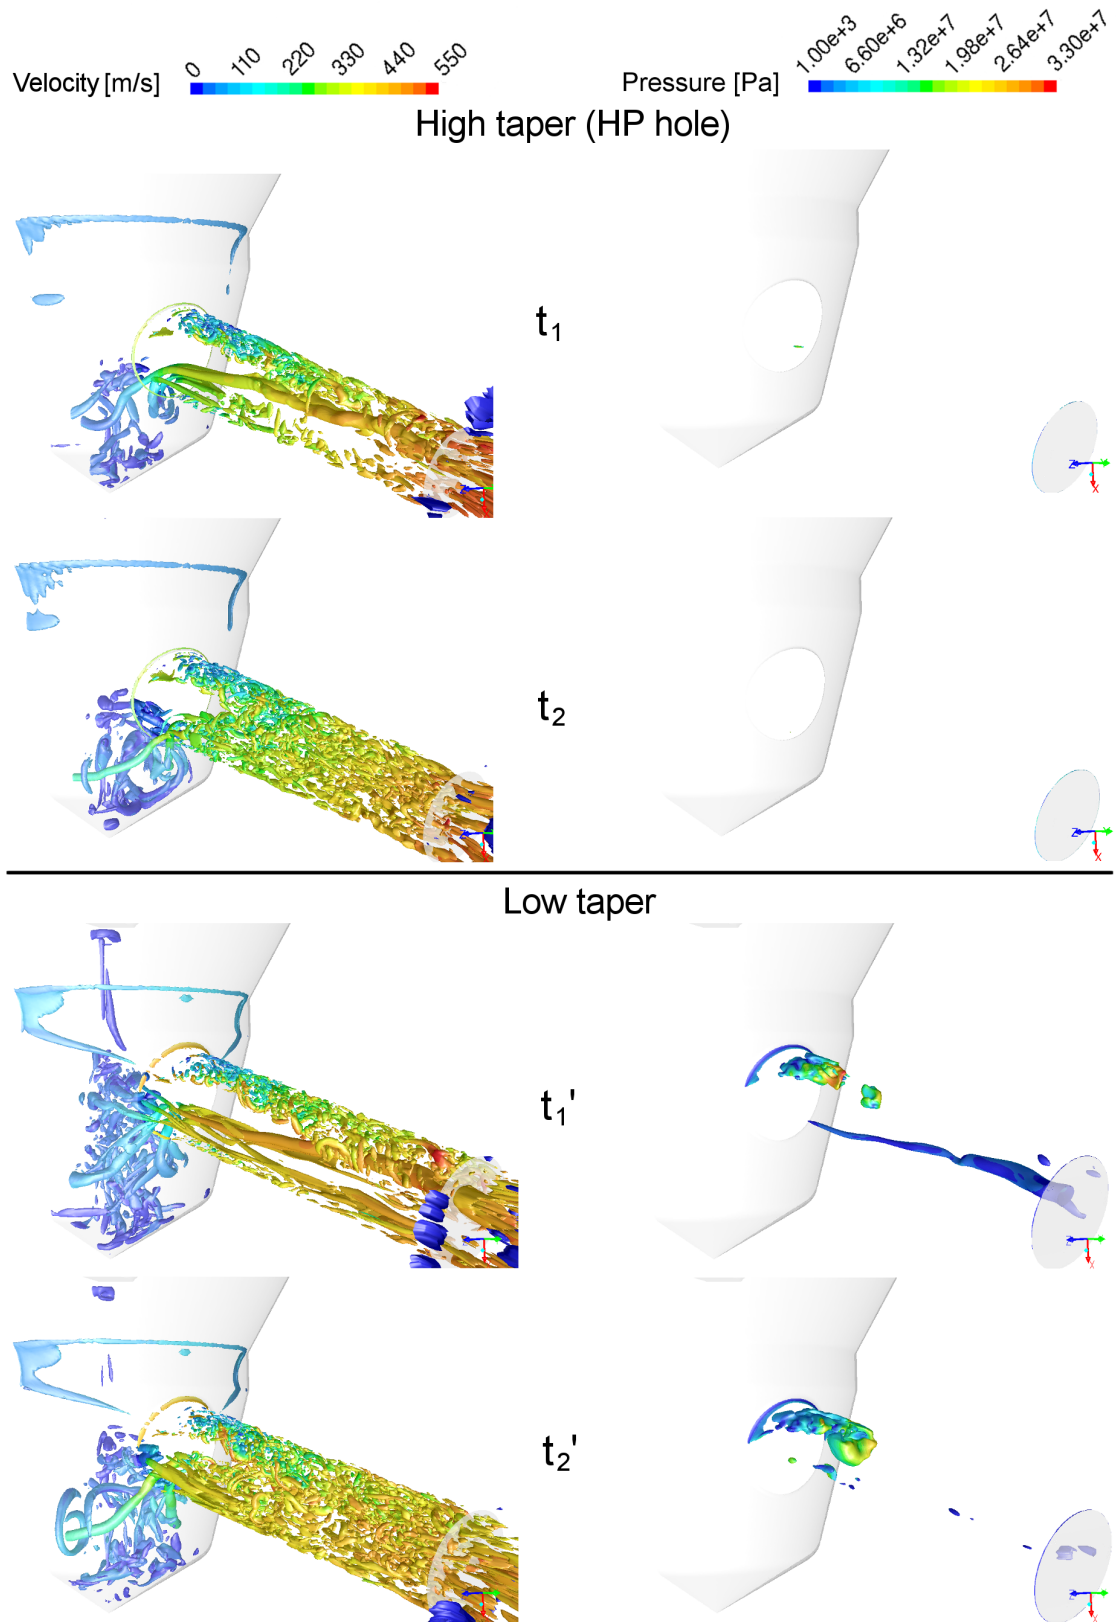 Velocity [m/s] 0 110 220 330 440 550
Pressure [Pa] 1.00e+3 6.60e+6 1.32e+7 1.98e+7 2.64e+7 3.30e+7
High taper (HP hole)
t1
Z Y
X
t2
Z Y
X
Low taper
t1'
Z
X
t2'
Z
X